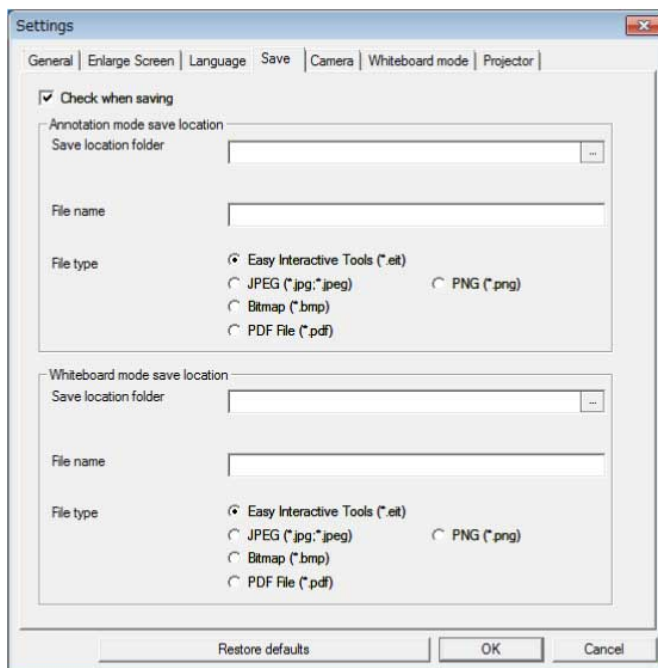 Settings
General Enlarge Screen Language Save Camera Whiteboard mode Projector
Check when saving
Annotation mode save location
Save location folder
...
File name
File type
Easy Interactive Tools (*.eit)
JPEG (*.jpg;*.jpeg) PNG (*.png)
Bitmap (*.bmp)
PDF File (*.pdf)
Whiteboard mode save location
Save location folder
...
File name
File type
Easy Interactive Tools (*.eit)
JPEG (*.jpg;*.jpeg) PNG (*.png)
Bitmap (*.bmp)
PDF File (*.pdf)
Restore defaults OK Cancel